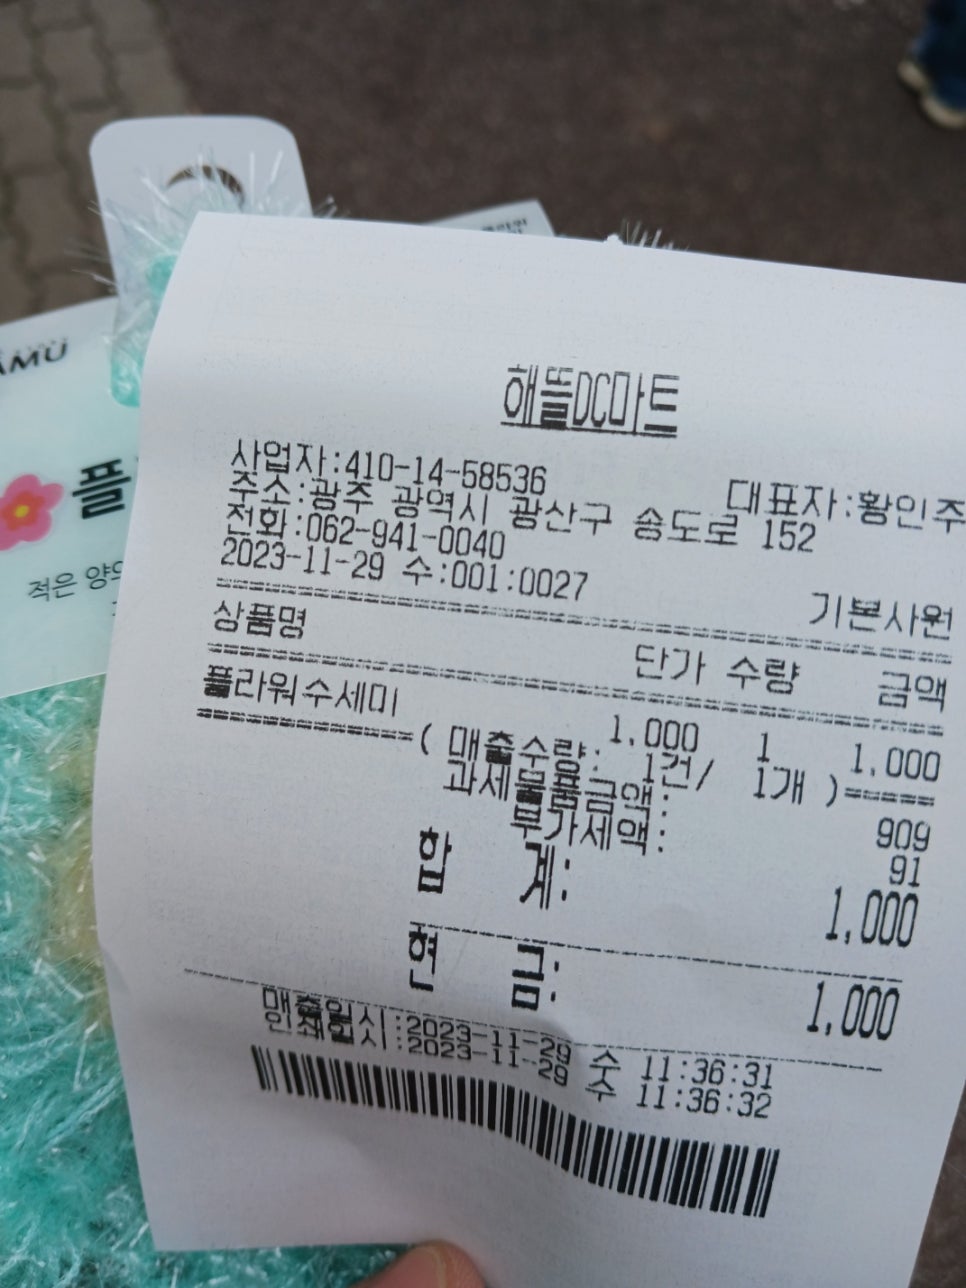 AMU
플
적은 양의
해뜰DC마트
사업자:410-14-58536 대표자:황인주
주소:광주 광역시 광산구 송도로 152
전화:062-941-0040
2023-11-29 수:001:0027 기본사원
상품명 단가 수량 금액
플라워수세미
1,000 1 1,000
( 매출수량: 1건/ 1개 )
과세물품금액: 909
부가세액: 91
합 계: 1,000
현 금: 1,000
매출일시:2023-11-29 수 11:36:31
인쇄일시:2023-11-29 수 11:36:32